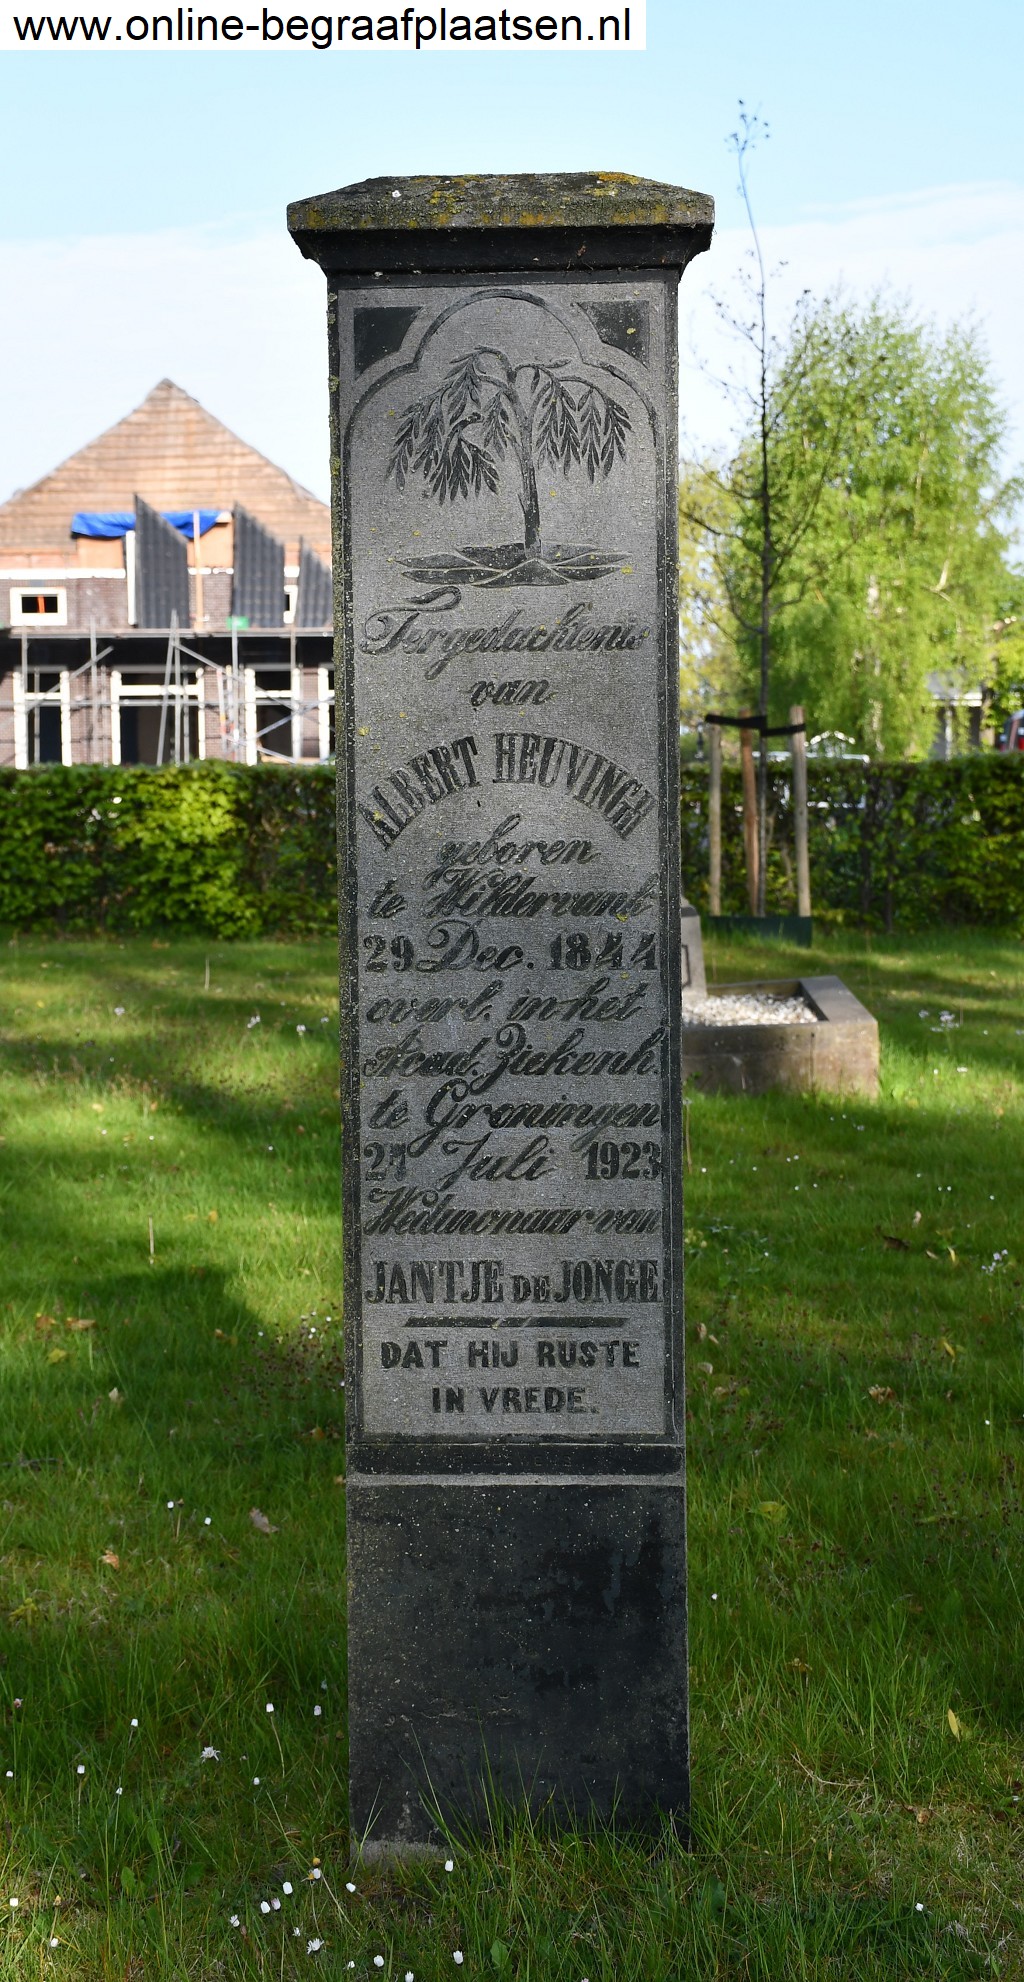 www.online-begraafplaatsen.nl
Ter gedachtenis
van
ALBERT HEUVINGH
geboren
te Wildervank
29 Dec. 1844
overl. in het
Acad. Ziekenh.
te Groningen
27 Juli 1923
Weduwnaar van
JANTJE DE JONGE
DAT HIJ RUSTE
IN VREDE.